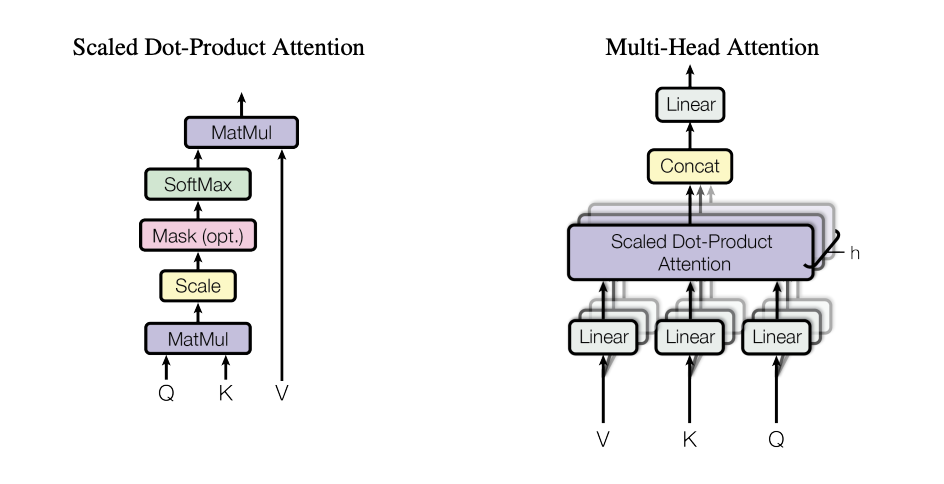 Scaled Dot-Product Attention
MatMul
SoftMax
Mask (opt.)
Scale
MatMul
Q K V
Multi-Head Attention
Linear
Concat
Scaled Dot-Product
Attention
h
Linear Linear Linear
V K Q